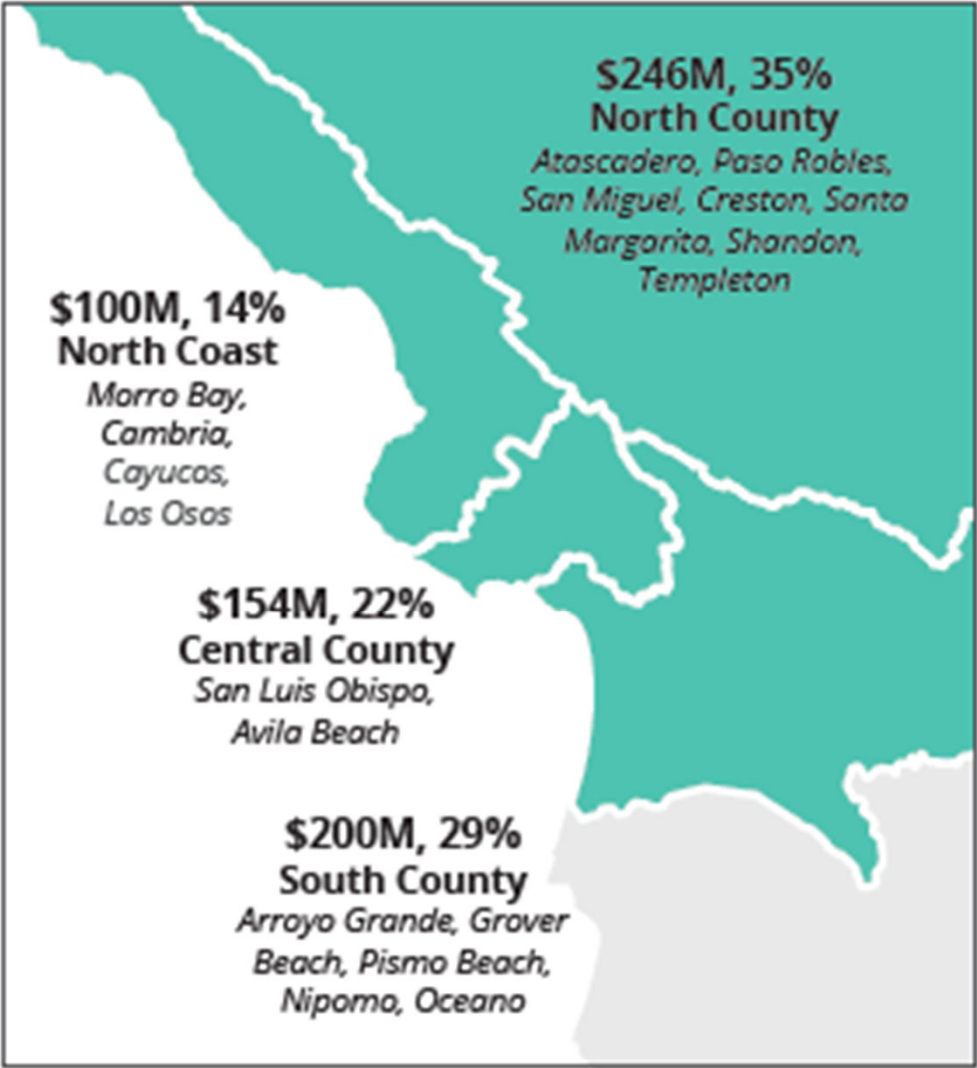 $246M, 35%
North County
Atascadero, Paso Robles,
San Miguel, Creston, Santa
Margarita, Shandon,
Templeton
$100M, 14%
North Coast
Morro Bay,
Cambria,
Cayucos,
Los Osos
$154M, 22%
Central County
San Luis Obispo,
Avila Beach
$200M, 29%
South County
Arroyo Grande, Grover
Beach, Pismo Beach,
Nipomo, Oceano